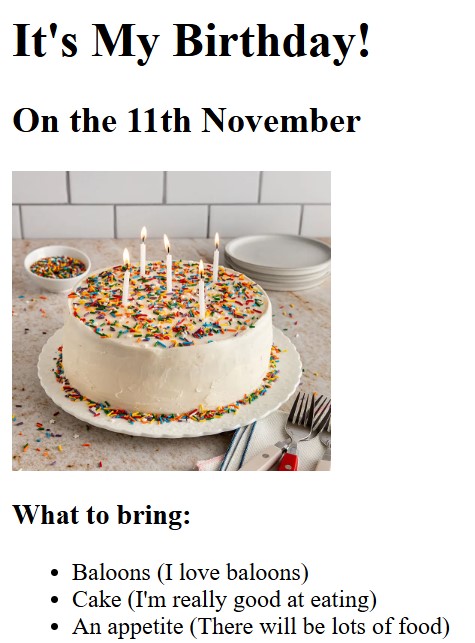 It's My Birthday!
On the 11th November
What to bring:
Baloons (I love baloons)
Cake (I'm really good at eating)
An appetite (There will be lots of food)